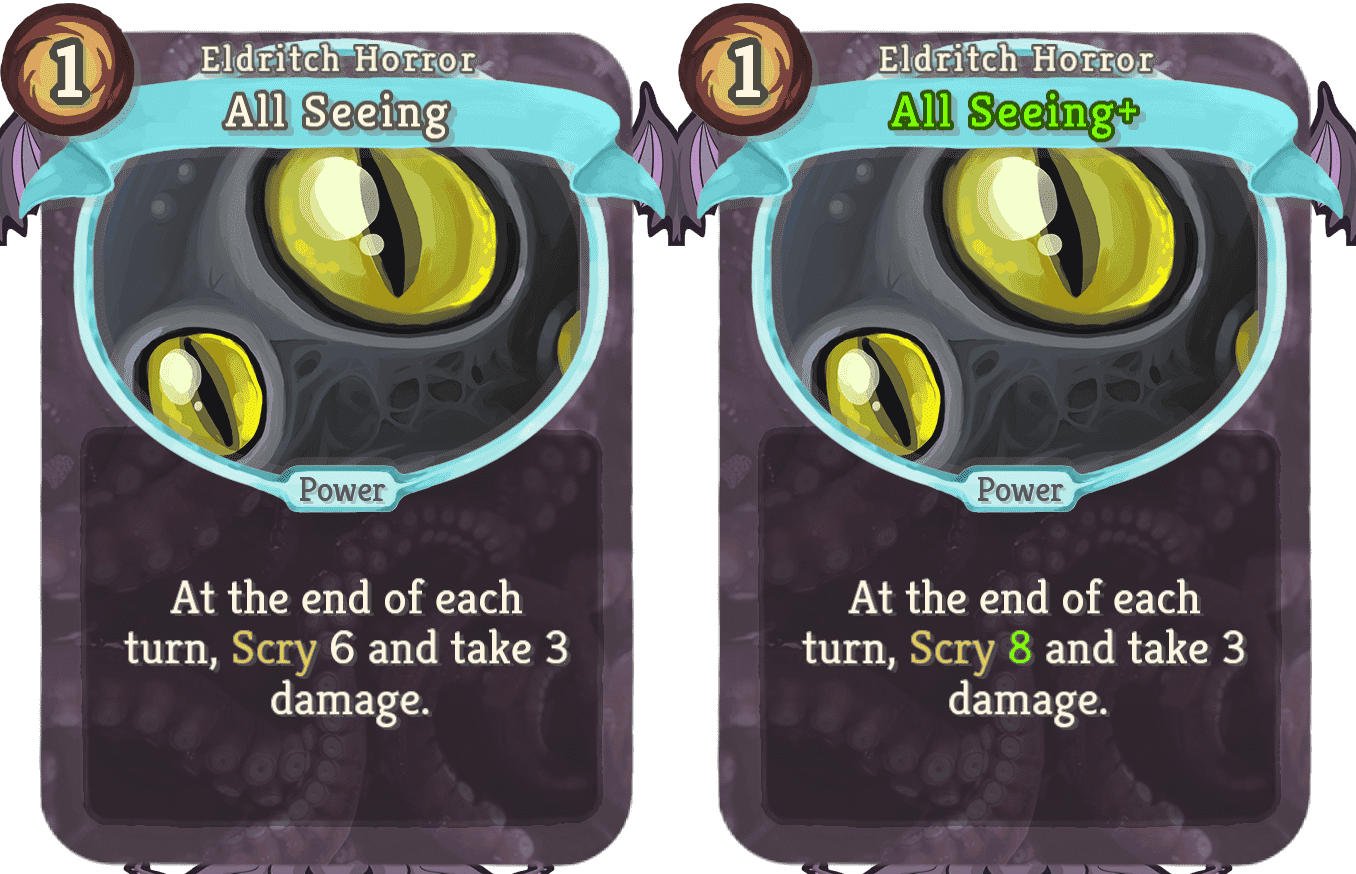 1
Eldritch Horror
All Seeing
Power
At the end of each
turn, Scry 6 and take 3
damage.
1
Eldritch Horror
All Seeing+
Power
At the end of each
turn, Scry 8 and take 3
damage.